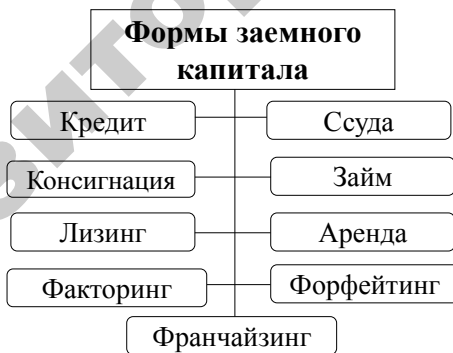 Формы заемного
капитала
Кредит
Ссуда
Консигнация
Займ
Лизинг
Аренда
Факторинг
Форфейтинг
Франчайзинг